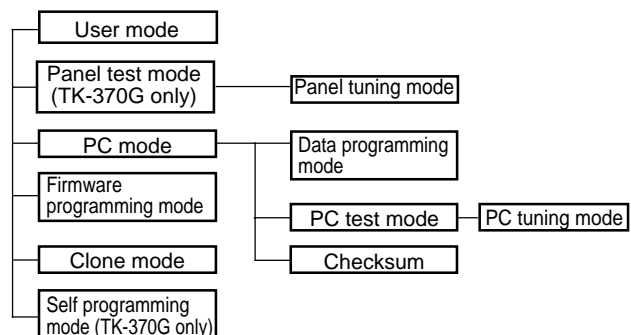 User mode
Panel test mode
(TK-370G only)
Panel tuning mode
PC mode
Data programming
mode
Firmware
programming mode
PC test mode
PC tuning mode
Clone mode
Checksum
Self programming
mode (TK-370G only)